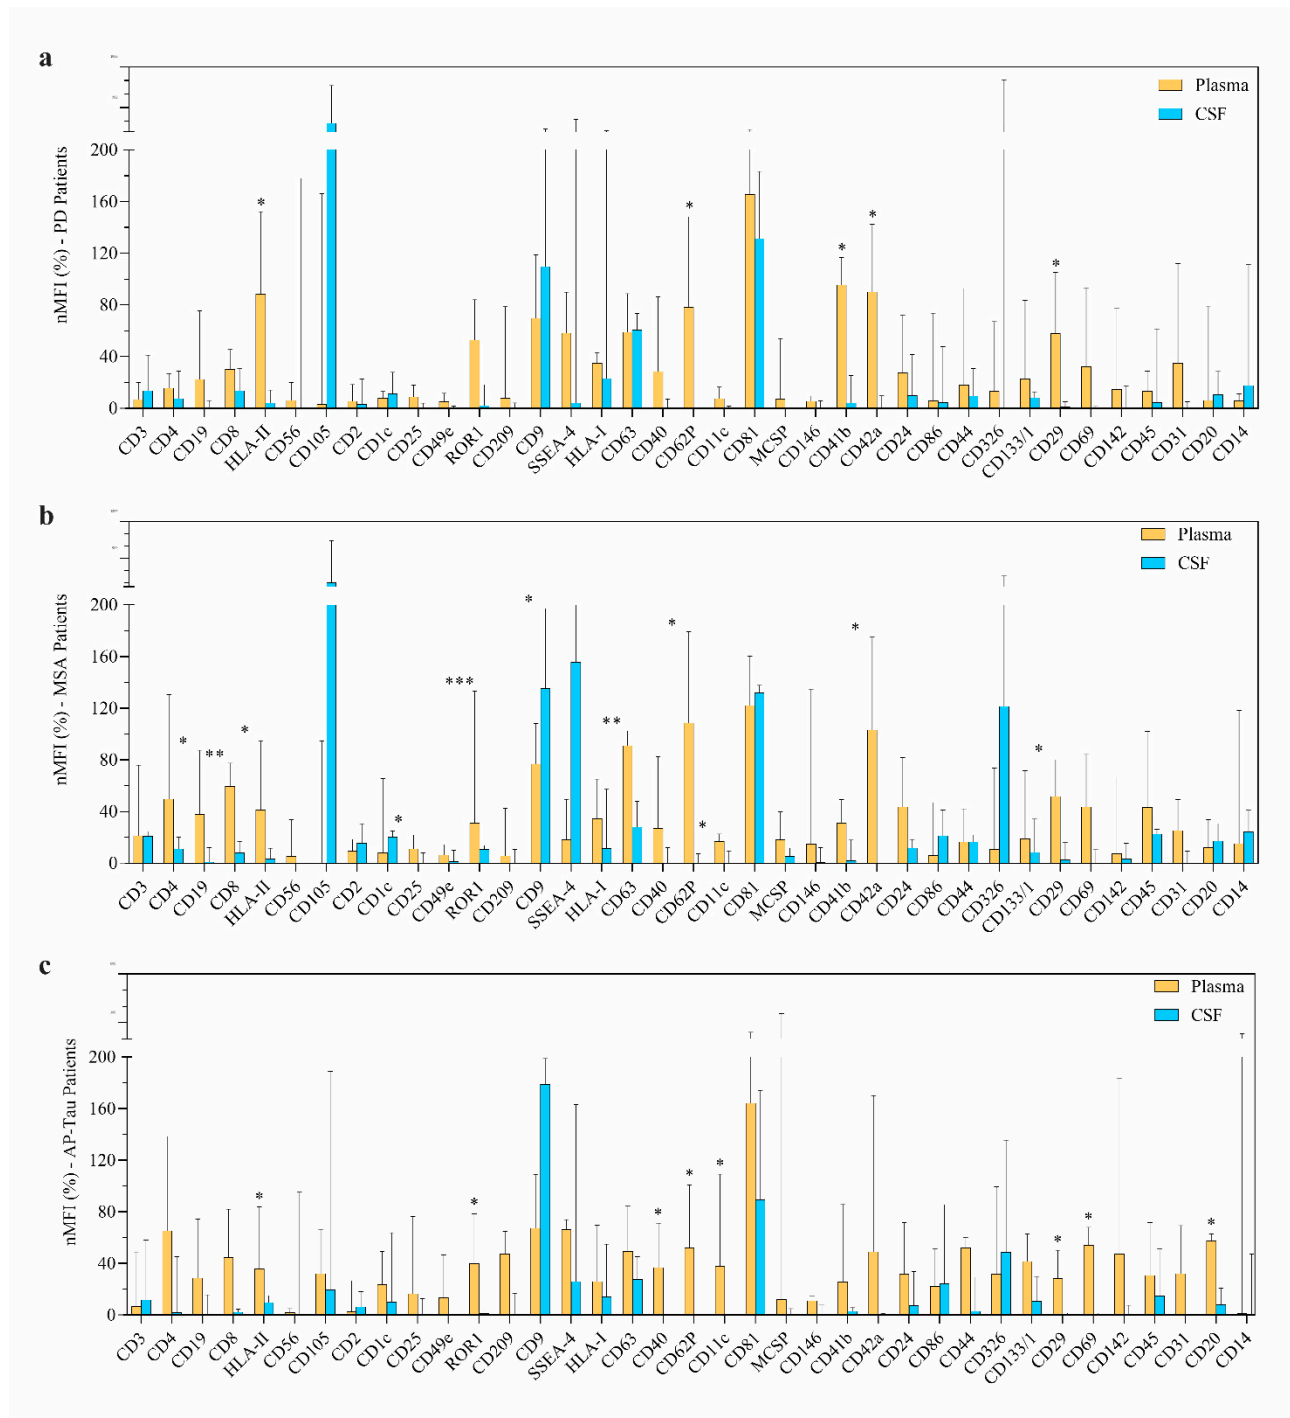 a
Plasma
CSF
nMFI (%) - PD Patients
200
160
120
80
40
0
* * * * *
CD3 CD4 CD19 CD8 HLA-II CD56 CD105 CD2 CD1c CD25 CD49e ROR1 CD209 CD9 SSEA-4 HLA-I CD63 CD40 CD62P CD11c CD81 MCSP CD146 CD41b CD42a CD24 CD86 CD44 CD326 CD133/1 CD29 CD69 CD142 CD45 CD31 CD20 CD14
b
Plasma
CSF
nMFI (%) - MSA Patients
200
160
120
80
40
0
* ** * * *** * ** * * * *
CD3 CD4 CD19 CD8 HLA-II CD56 CD105 CD2 CD1c CD25 CD49e ROR1 CD209 CD9 SSEA-4 HLA-I CD63 CD40 CD62P CD11c CD81 MCSP CD146 CD41b CD42a CD24 CD86 CD44 CD326 CD133/1 CD29 CD69 CD142 CD45 CD31 CD20 CD14
c
Plasma
CSF
nMFI (%) - AP-Tau Patients
200
160
120
80
40
0
* * * * * * * *
CD3 CD4 CD19 CD8 HLA-II CD56 CD105 CD2 CD1c CD25 CD49e ROR1 CD209 CD9 SSEA-4 HLA-I CD63 CD40 CD62P CD11c CD81 MCSP CD146 CD41b CD42a CD24 CD86 CD44 CD326 CD133/1 CD29 CD69 CD142 CD45 CD31 CD20 CD14